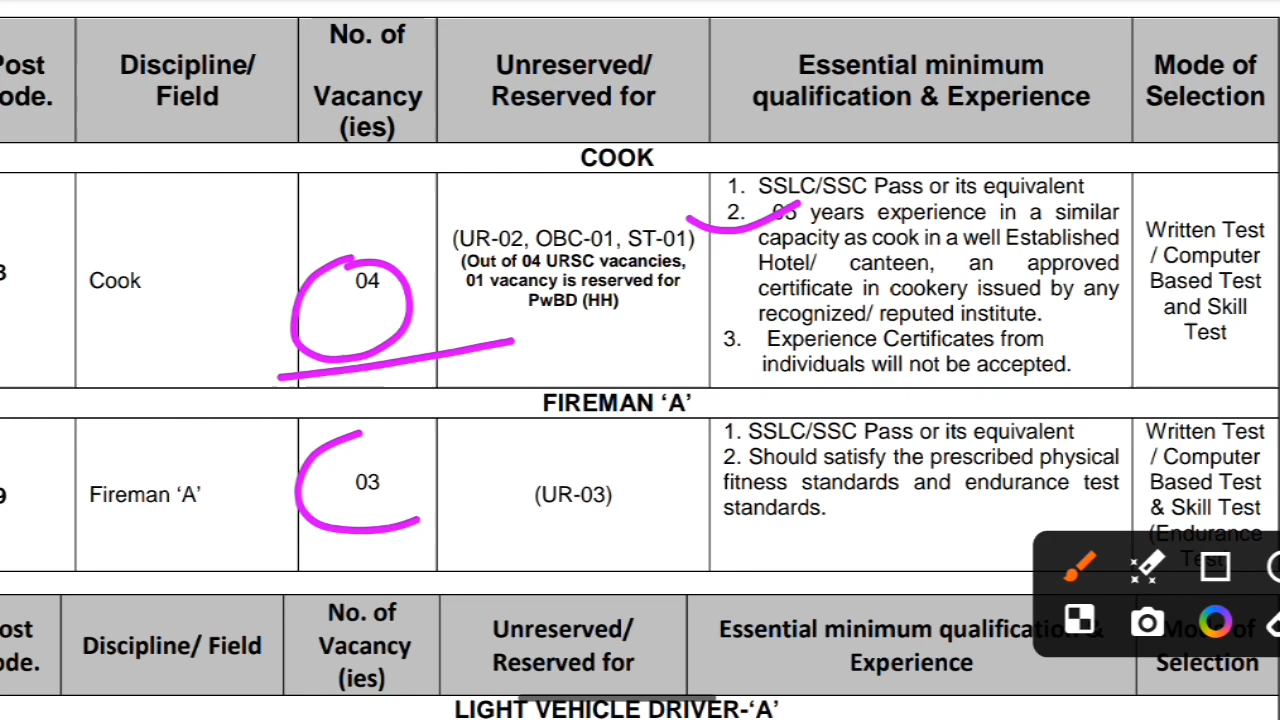 Post
ode.
Discipline/
Field
No. of
Vacancy
(ies)
Unreserved/
Reserved for
Essential minimum
qualification & Experience
Mode of
Selection
COOK
Cook
04
(UR-02, OBC-01, ST-01)
(Out of 04 URSC vacancies,
01 vacancy is reserved for
PwBD (HH)
1. SSLC/SSC Pass or its equivalent
2. 05 years experience in a similar
capacity as cook in a well Established
Hotel/ canteen, an approved
certificate in cookery issued by any
recognized/ reputed institute.
3. Experience Certificates from
individuals will not be accepted.
Written Test
/ Computer
Based Test
and Skill
Test
FIREMAN ‘A’
9
Fireman ‘A’
03
(UR-03)
1. SSLC/SSC Pass or its equivalent
2. Should satisfy the prescribed physical
fitness standards and endurance test
standards.
Written Test
/ Computer
Based Test
& Skill Test
(Endurance
Test
ost
ode.
Discipline/ Field
No. of
Vacancy
(ies)
Unreserved/
Reserved for
Essential minimum qualification &
Experience
Mode of
Selection
LIGHT VEHICLE DRIVER-‘A’